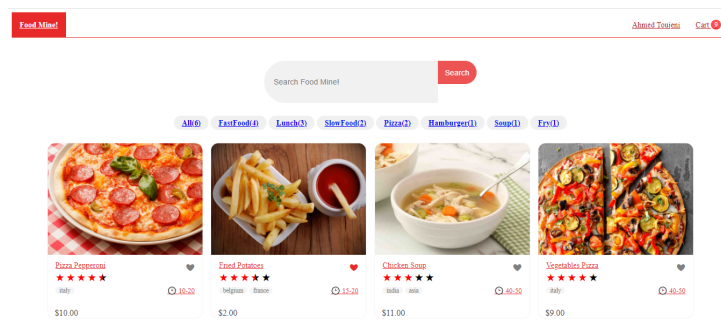 Food Mine! Ahmed Toujeni Cart 9
Search Food Mine! Search
All(6) FastFood(4) Lunch(3) SlowFood(2) Pizza(2) Hamburger(1) Soup(1) Fry(1)
Pizza Pepperoni Fried Potatoes Chicken Soup Vegetables Pizza
italy 10-20 belgium france 15-20 india asia 40-50 italy 40-50
$10.00 $2.00 $11.00 $9.00